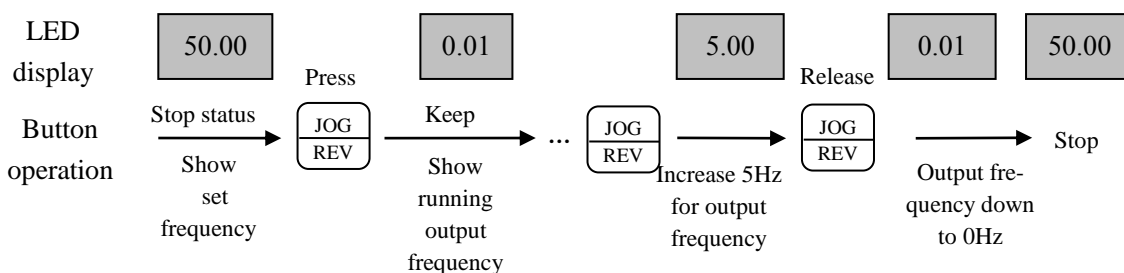 LED
display
50.00
0.01
5.00
0.01
50.00
Press
Release
Button
operation
Stop status
Show
set
frequency
JOG
REV
Keep
Show
running
output
frequency
...
JOG
REV
Increase 5Hz
for output
frequency
JOG
REV
Output fre-
quency down
to 0Hz
Stop